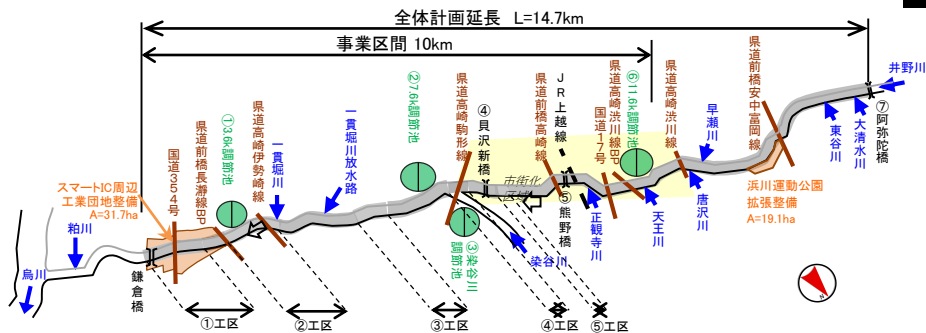 全体計画延長 L=14.7km
事業区間 10km
井野川
⑦阿弥陀橋
大清水川
東谷川
県道前橋安中富岡線
浜川運動公園
拡張整備
A=19.1ha
早瀬川
唐沢川
県道高崎渋川線
天王川
⑥11.6k調節池
県道高崎渋川線BP
国道17号
正観寺川
JR上越線
⑤熊野橋
県道前橋高崎線
市街化
区域
④貝沢新橋
染谷川
県道高崎駒形線
③染谷川
調節池
②7.6k調節池
一貫堀川放水路
一貫堀川
県道高崎伊勢崎線
①3.6k調節池
県道前橋長瀞線BP
国道354号
スマートIC周辺
工業団地整備
A=31.7ha
鎌倉橋
粕川
烏川
①工区
②工区
③工区
④工区
⑤工区
N